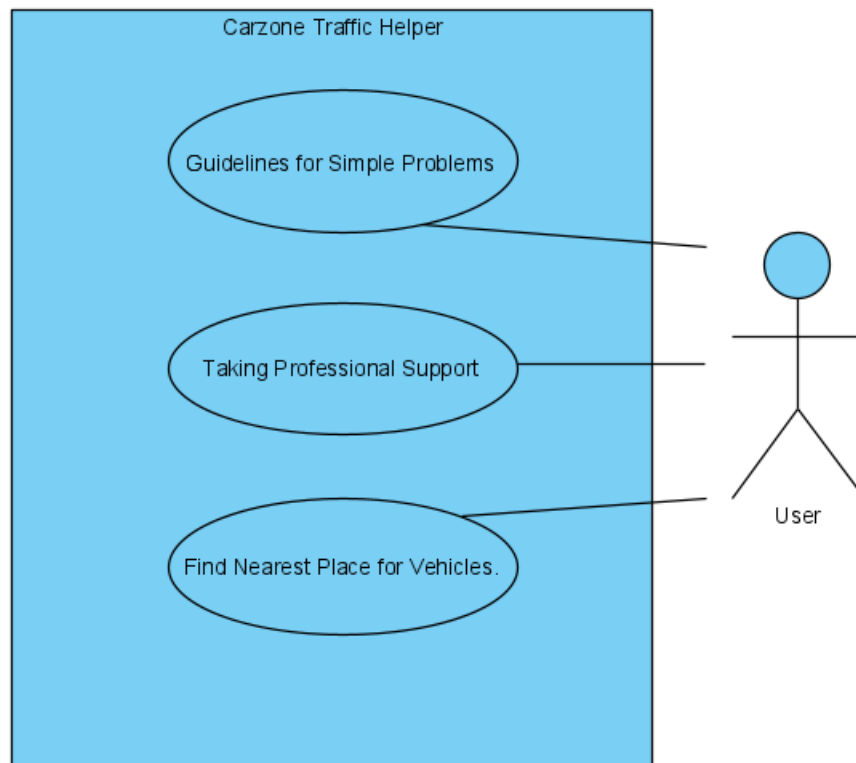 Carzone Traffic Helper
Guidelines for Simple Problems
Taking Professional Support
User
Find Nearest Place for Vehicles.